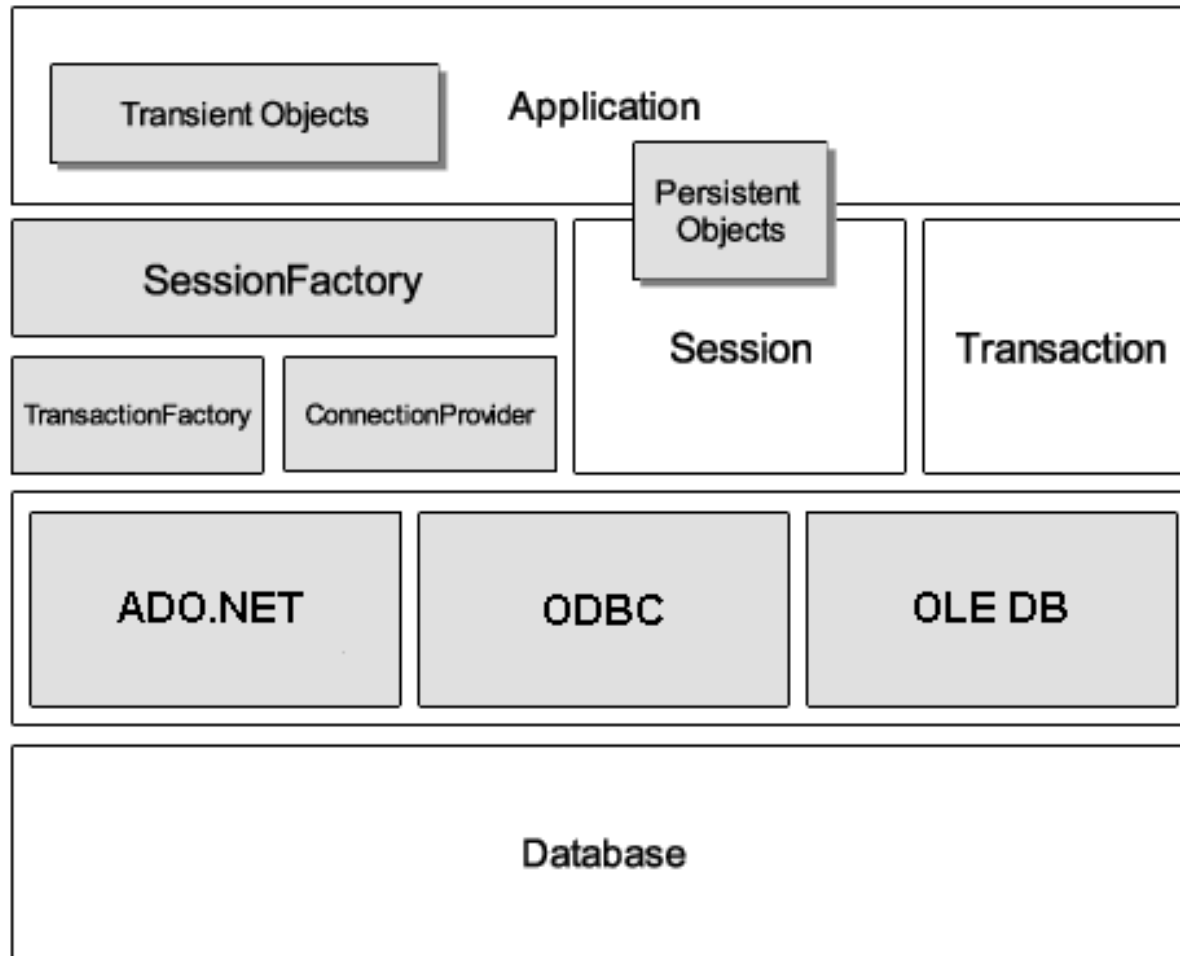 Transient Objects
Application
Persistent
Objects
SessionFactory
Session
Transaction
TransactionFactory
ConnectionProvider
ADO.NET
ODBC
OLE DB
Database